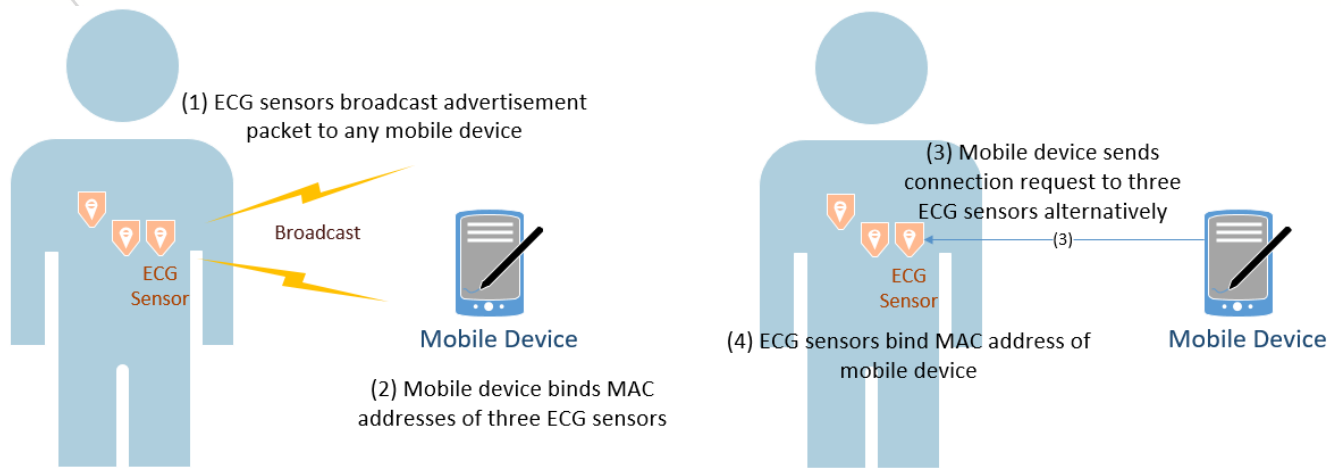 (1) ECG sensors broadcast advertisement
packet to any mobile device
Broadcast
ECG
Sensor
Mobile Device
(2) Mobile device binds MAC
addresses of three ECG sensors
(3) Mobile device sends
connection request to three
ECG sensors alternatively
(3)
ECG
Sensor
Mobile Device
(4) ECG sensors bind MAC address of
mobile device